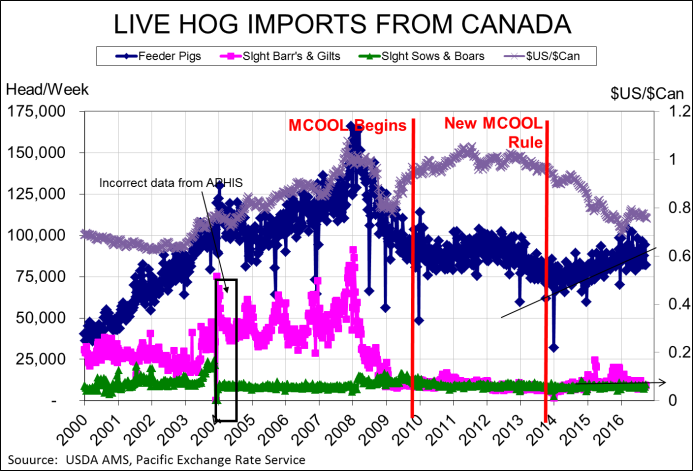 LIVE HOG IMPORTS FROM CANADA
Feeder Pigs Slght Barr's & Gilts Slght Sows & Boars $US/$Can
Head/Week $US/$Can
175,000 1.2
MCOOL Begins New MCOOL
Rule
150,000 1
Incorrect data from APHIS
125,000 0.8
100,000 0.6
75,000 0.4
50,000
25,000 0.2
- 0
2000 2001 2002 2003 2004 2005 2006 2007 2008 2009 2010 2011 2012 2013 2014 2015 2016
Sourece: USDA AMS, Pacific Exchange Rate Service